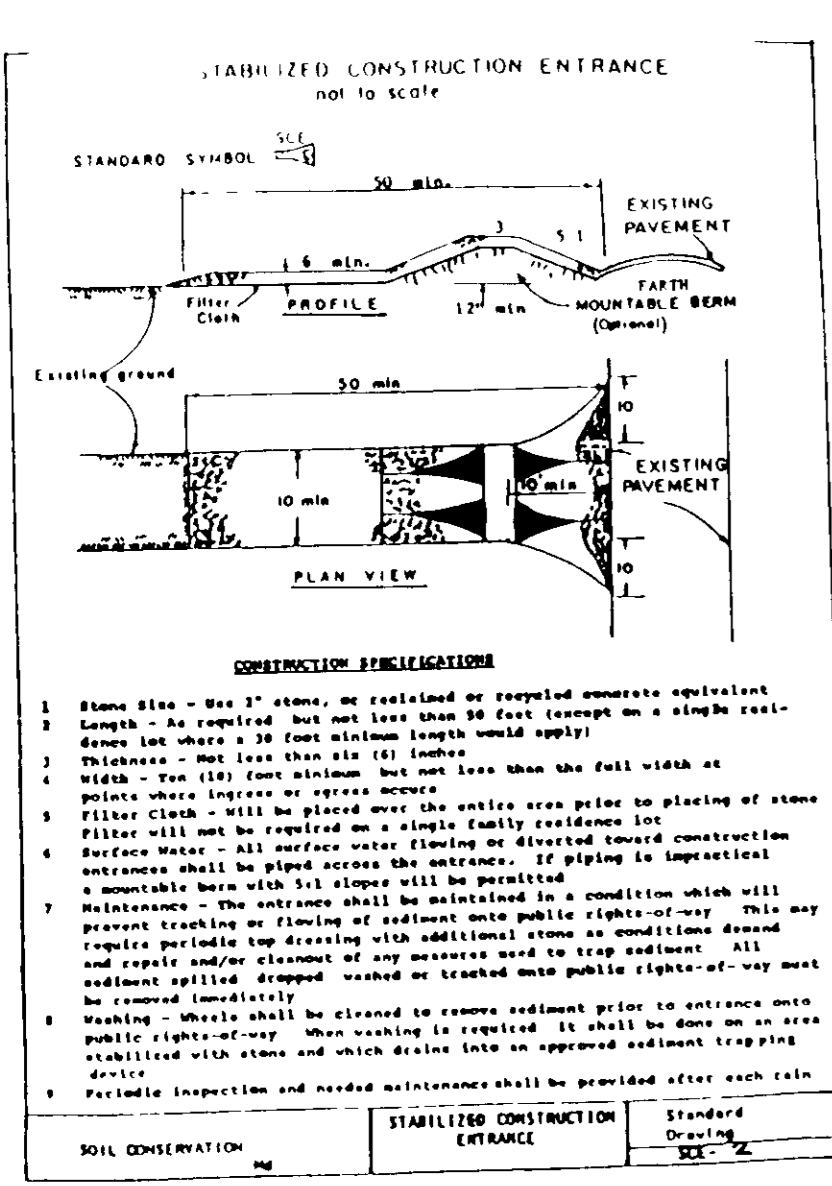 STABILIZED CONSTRUCTION ENTRANCE
not to scale
STANDARD SYMBOL SCE
50 min.
EXISTING
PAVEMENT
3
5 1
6 min.
Filter
Cloth
PROFILE
12" min
EARTH
MOUNTABLE BERM
(Optional)
Existing ground
50 min
10
10 min
10' min
EXISTING
PAVEMENT
10
PLAN VIEW
CONSTRUCTION SPECIFICATIONS
1 Stone Size - Use 2" stone, or reclaimed or recycled concrete equivalent
2 Length - As required but not less than 50 feet (except on a single resi-
dence lot where a 30 foot minimum length would apply)
3 Thickness - Not less than six (6) inches
4 Width - Ten (10) foot minimum but not less than the full width at
points where ingress or egress occurs
5 Filter Cloth - Will be placed over the entire area prior to placing of stone
Filter will not be required on a single family residence lot
6 Surface Water - All surface water flowing or diverted toward construction
entrances shall be piped across the entrance. If piping is impractical
a mountable berm with 5:1 slopes will be permitted
7 Maintenance - The entrance shall be maintained in a condition which will
prevent tracking or flowing of sediment onto public rights-of-way This may
require periodic top dressing with additional stone as conditions demand
and repair and/or cleanout of any measures used to trap sediment All
sediment spilled dropped washed or tracked onto public rights-of-way must
be removed immediately
8 Washing - Wheels shall be cleaned to remove sediment prior to entrance onto
public rights-of-way When washing is required it shall be done on an area
stabilized with stone and which drains into an approved sediment trapping
device
9 Periodic inspection and needed maintenance shall be provided after each rain
SOIL CONSERVATION
Md
STABILIZED CONSTRUCTION
ENTRANCE
Standard
Drawing
SCE- 2